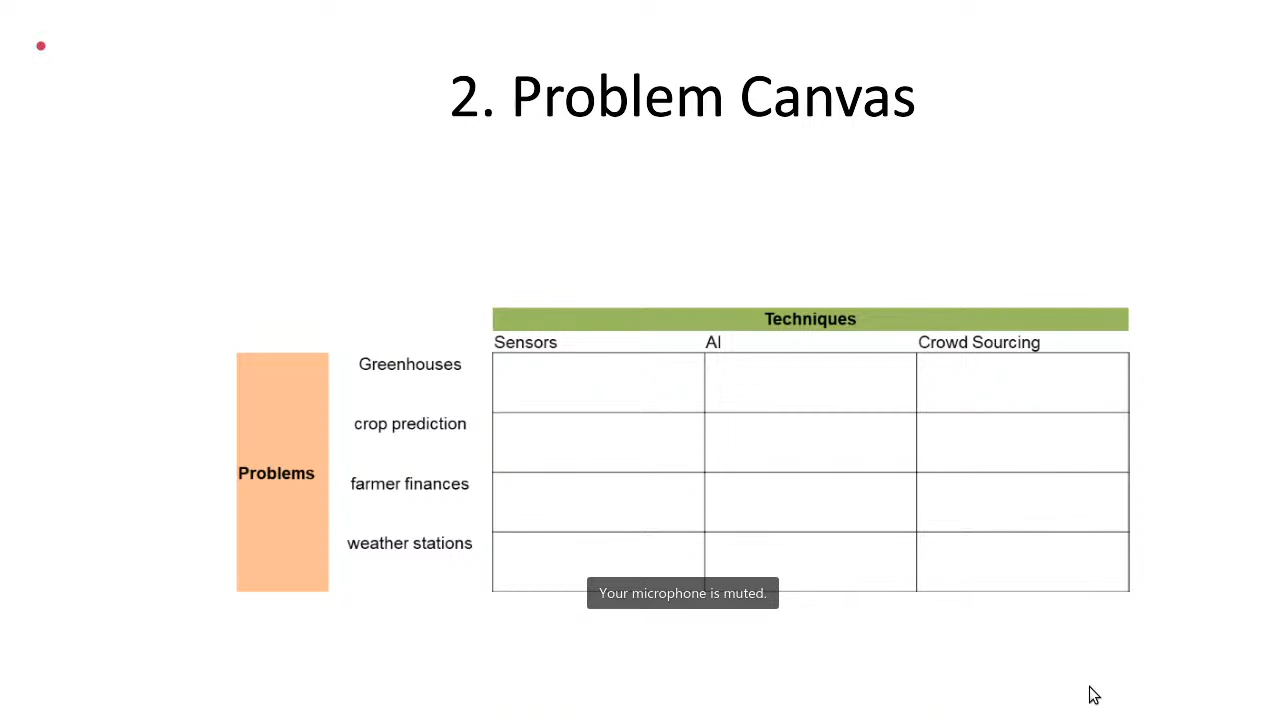 2. Problem Canvas
Techniques
Sensors AI Crowd Sourcing
Greenhouses
crop prediction
Problems
farmer finances
weather stations
Your microphone is muted.